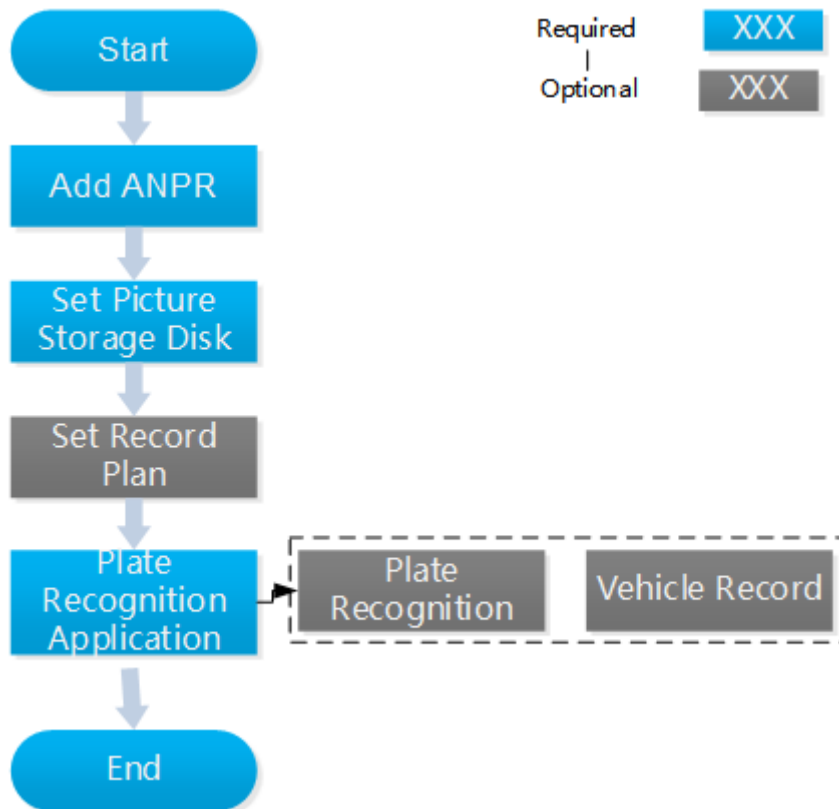 Start
Required
XXX
|
Optional
XXX
Add ANPR
Set Picture
Storage Disk
Set Record
Plan
Plate
Recognition
Application
Plate
Recognition
Vehicle Record
End